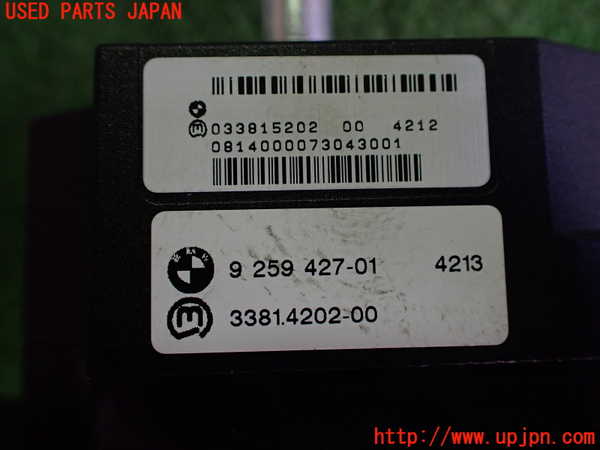 USED PARTS JAPAN
033815202 00 4212
0814000073043001
9 259 427-01 4213
3381.4202-00
http://www.upjpn.com/